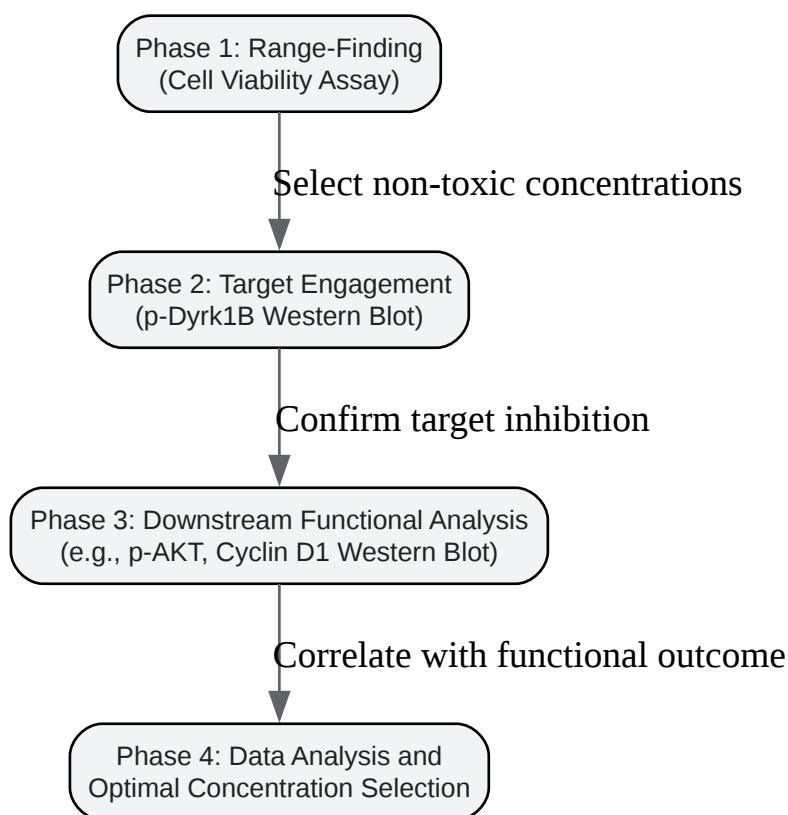 Phase 1: Range-Finding
(Cell Viability Assay)
Select non-toxic concentrations
Phase 2: Target Engagement
(p-Dyrk1B Western Blot)
Confirm target inhibition
Phase 3: Downstream Functional Analysis
(e.g., p-AKT, Cyclin D1 Western Blot)
Correlate with functional outcome
Phase 4: Data Analysis and
Optimal Concentration Selection